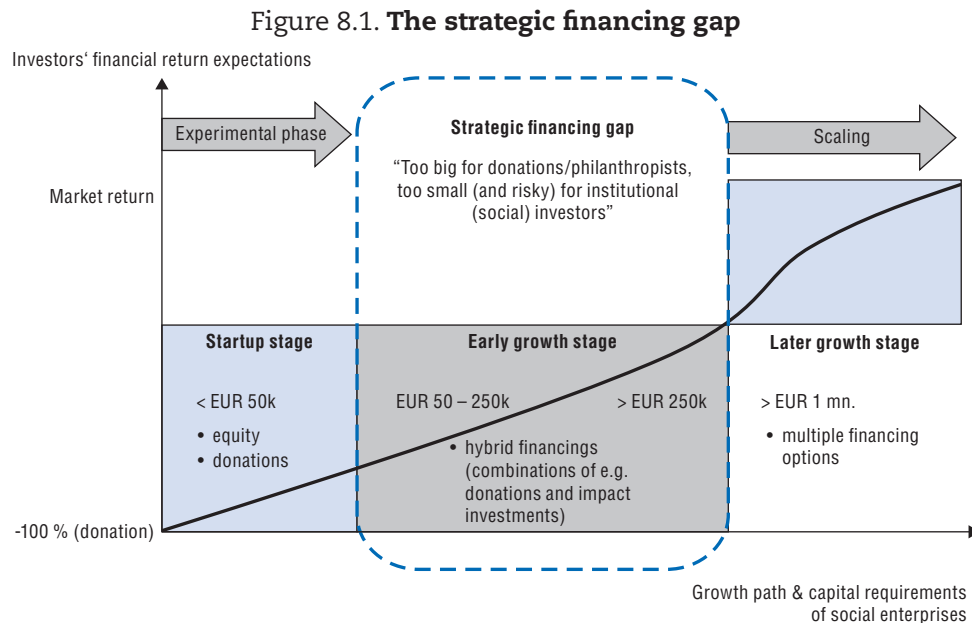 Figure 8.1. The strategic financing gap
Investors‘ financial return expectations
Experimental phase
Strategic financing gap
Scaling
“Too big for donations/philanthropists,
too small (and risky) for institutional
(social) investors”
Market return
Startup stage
Early growth stage
Later growth stage
< EUR 50k
EUR 50 – 250k
> EUR 250k
> EUR 1 mn.
• equity
• donations
• hybrid financings
(combinations of e.g.
donations and impact
investments)
• multiple financing
options
-100 % (donation)
Growth path & capital requirements
of social enterprises